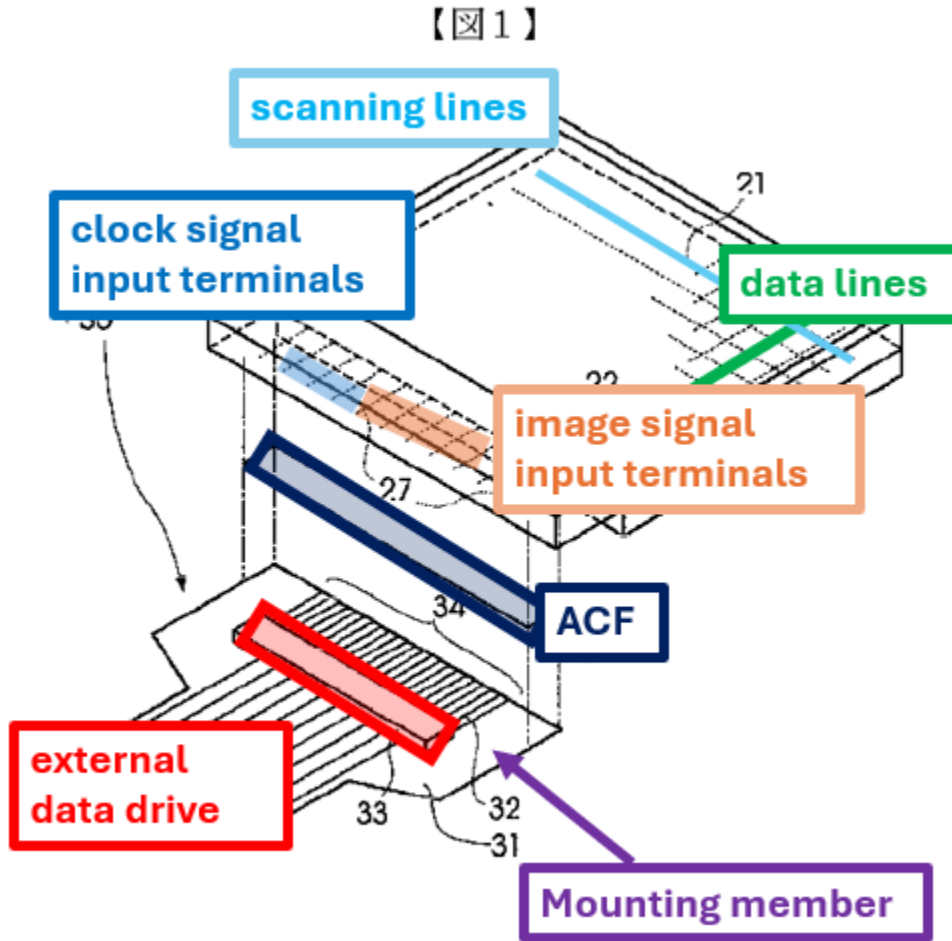 【図1】
scanning lines
21
clock signal
input terminals
data lines
22
image signal
input terminals
27
34
ACF
external
data drive
33
32
31
Mounting member